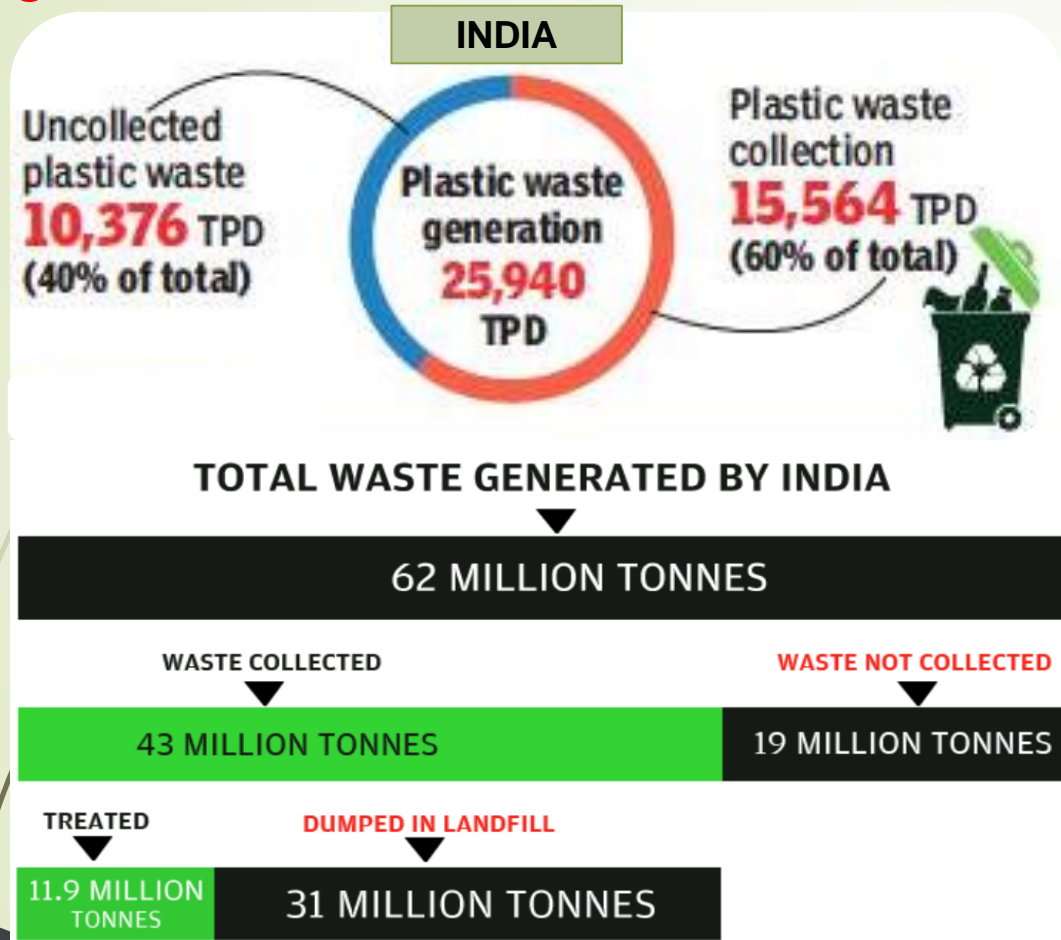 INDIA
Uncollected
plastic waste
10,376 TPD
(40% of total)
Plastic waste
generation
25,940
TPD
Plastic waste
collection
15,564 TPD
(60% of total)
TOTAL WASTE GENERATED BY INDIA
62 MILLION TONNES
WASTE COLLECTED
WASTE NOT COLLECTED
43 MILLION TONNES
19 MILLION TONNES
TREATED
DUMPED IN LANDFILL
11.9 MILLION
TONNES
31 MILLION TONNES